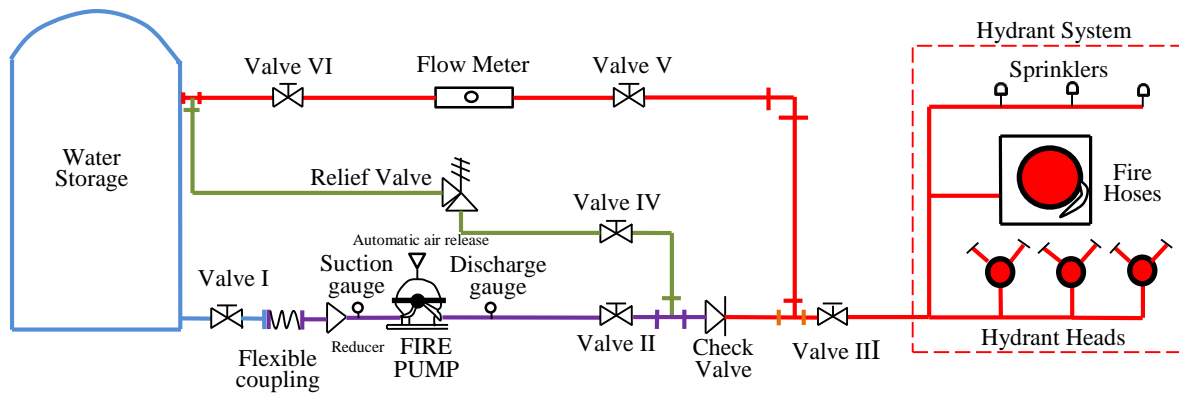 Hydrant System
Valve VI
Flow Meter
Valve V
Sprinklers
Water
Storage
Relief Valve
Fire
Hoses
Valve IV
Automatic air release
Valve I
Suction
gauge
Discharge
gauge
Reducer
Flexible
coupling
FIRE
PUMP
Valve II
Check
Valve
Valve III
Hydrant Heads